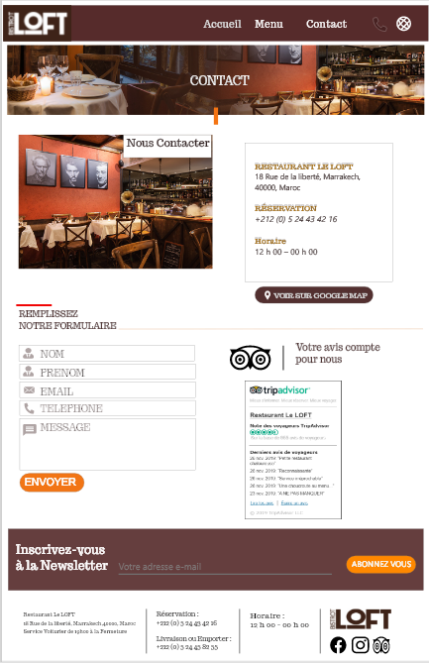 BISTROT LOFT
Accueil Menu Contact
CONTACT
Nous Contacter
RESTAURANT LE LOFT
18 Rue de la liberté, Marrakech,
40000, Maroc
RÉSERVATION
+212 (0) 5 24 43 42 16
Horaire
12 h 00 – 00 h 00
VOIR SUR GOOGLE MAP
REMPLISSEZ
NOTRE FORMULAIRE
NOM
PRENOM
EMAIL
TELEPHONE
MESSAGE
ENVOYER
Votre avis compte
pour nous
tripadvisor
Restaurant Le LOFT
Note des voyageurs TripAdvisor
Derniers avis de voyageurs
Inscrivez-vous
à la Newsletter
Votre adresse e-mail
ABONNEZ VOUS
Restaurant Le LOFT
18 Rue de la liberté, Marrakech 40000, Maroc
Service Voiturier de 19h00 à la Fermeture
Réservation :
+212 (0) 5 24 43 42 16
Livraison ou Emporter :
+212 (0) 5 24 43 82 35
Horaire :
12 h 00 – 00 h 00
BISTROT LOFT